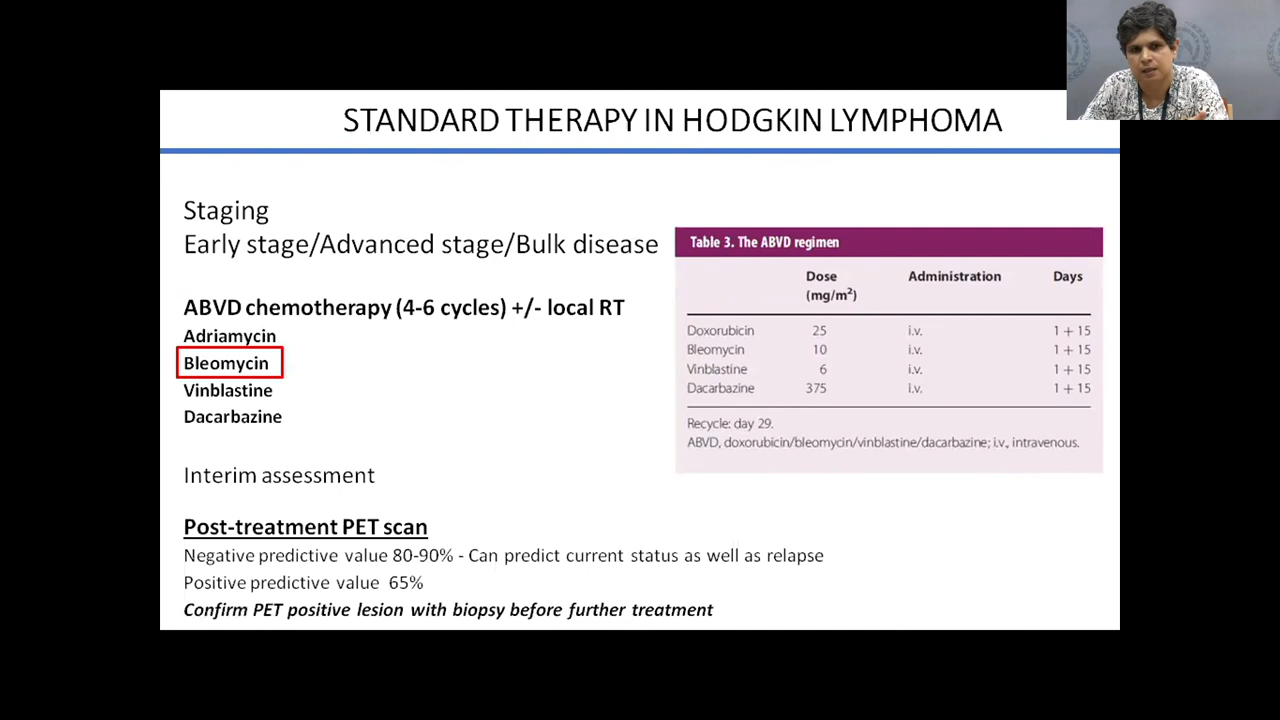 STANDARD THERAPY IN HODGKIN LYMPHOMA
Staging
Early stage/Advanced stage/Bulk disease
ABVD chemotherapy (4-6 cycles) +/- local RT
Adriamycin
Bleomycin
Vinblastine
Dacarbazine
Interim assessment
Post-treatment PET scan
Negative predictive value 80-90% - Can predict current status as well as relapse
Positive predictive value 65%
Confirm PET positive lesion with biopsy before further treatment
Table 3. The ABVD regimen
Dose Administration Days
(mg/m²)
Doxorubicin 25 i.v. 1 + 15
Bleomycin 10 i.v. 1 + 15
Vinblastine 6 i.v. 1 + 15
Dacarbazine 375 i.v. 1 + 15
Recycle: day 29.
ABVD, doxorubicin/bleomycin/vinblastine/dacarbazine; i.v., intravenous.